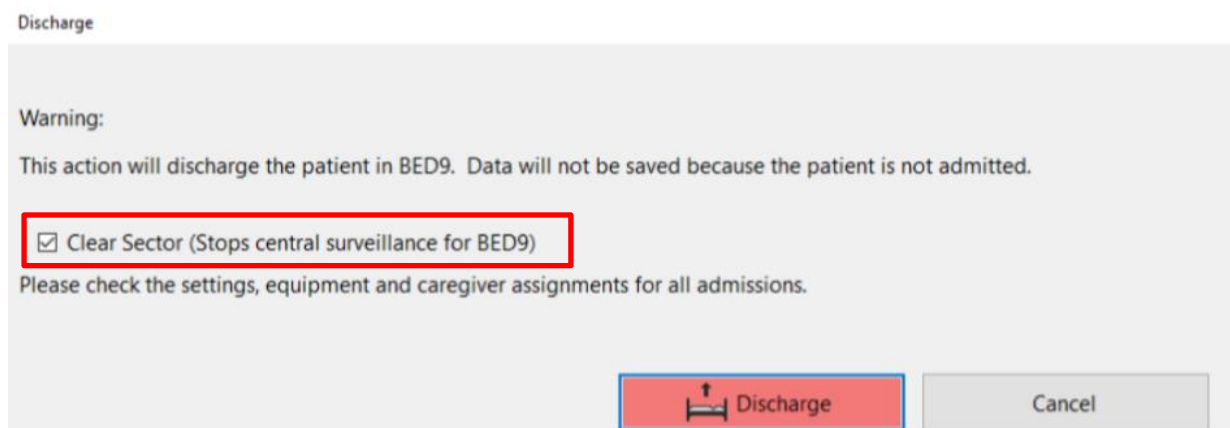 Discharge
Warning:
This action will discharge the patient in BED9.  Data will not be saved because the patient is not admitted.
Clear Sector (Stops central surveillance for BED9)
Please check the settings, equipment and caregiver assignments for all admissions.
Discharge
Cancel